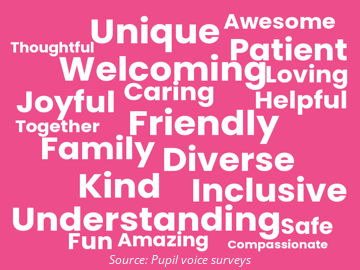 Awesome
Unique
Thoughtful
Patient
Welcoming
Loving
Caring
Joyful
Helpful
Together
Friendly
Family
Diverse
Kind
Inclusive
Understanding
Safe
Fun
Amazing
Compassionate
Source: Pupil voice surveys